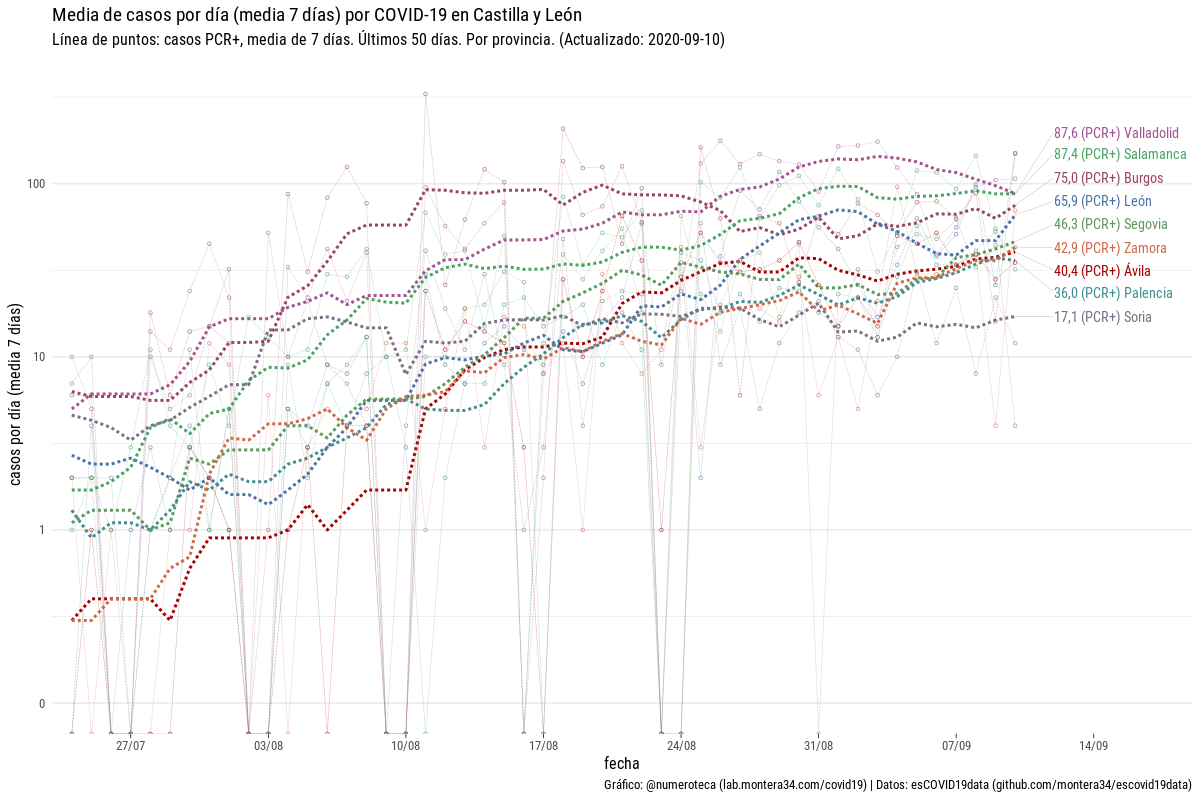 Media de casos por día (media 7 días) por COVID-19 en Castilla y León
Línea de puntos: casos PCR+, media de 7 días. Últimos 50 días. Por provincia. (Actualizado: 2020-09-10)
casos por día (media 7 días)
100
10
1
0
87,6 (PCR+) Valladolid
87,4 (PCR+) Salamanca
75,0 (PCR+) Burgos
65,9 (PCR+) León
46,3 (PCR+) Segovia
42,9 (PCR+) Zamora
40,4 (PCR+) Ávila
36,0 (PCR+) Palencia
17,1 (PCR+) Soria
27/07 03/08 10/08 17/08 24/08 31/08 07/09 14/09
fecha
Gráfico: @numeroteca (lab.montera34.com/covid19) | Datos: esCOVID19data (github.com/montera34/escovid19data)